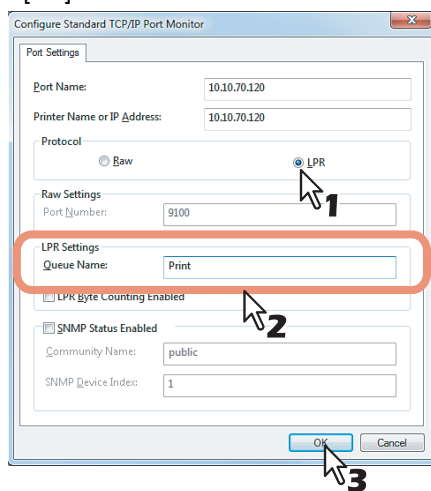 Configure Standard TCP/IP Port Monitor
Port Settings
Port Name: 10.10.70.120
Printer Name or IP Address: 10.10.70.120
Protocol
Raw LPR
1
Raw Settings
Port Number: 9100
LPR Settings
Queue Name: Print
LPR Byte Counting Enabled
2
SNMP Status Enabled
Community Name: public
SNMP Device Index: 1
OK Cancel
3